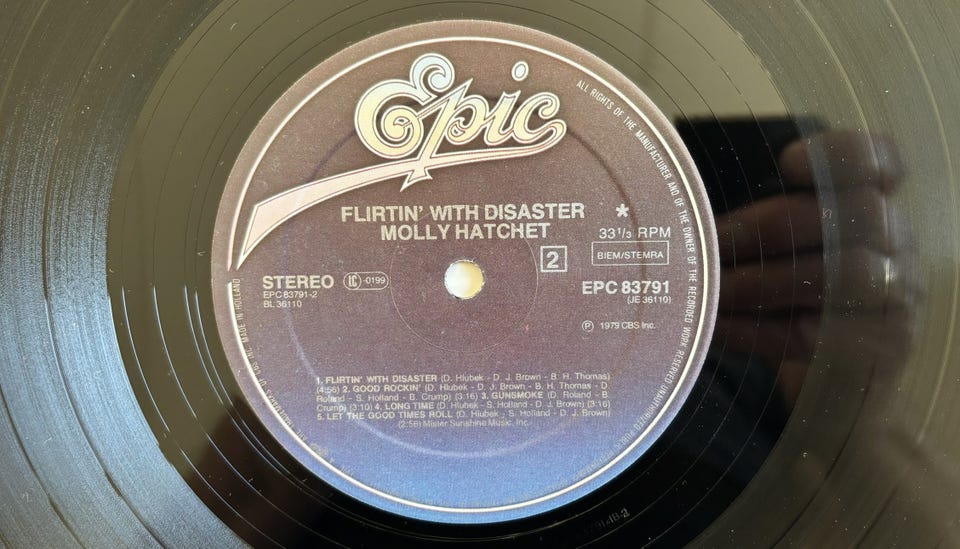 Epic
ALL RIGHTS OF THE MANUFACTURER AND OF THE OWNER OF THE RECORDED WORK RESERVED
FLIRTIN' WITH DISASTER *
MOLLY HATCHET
33 1/3 RPM
2
BIEM/STEMRA
STEREO LC 0199
EPC 83791-2
BL 36110
EPC 83791
(JE 36110)
℗ 1979 CBS Inc.
MADE IN HOLLAND
1. FLIRTIN' WITH DISASTER (D. Hlubek - D. J. Brown - B. H. Thomas)
(4:56) 2. GOOD ROCKIN' (D. Hlubek - D. J. Brown - B. H. Thomas - D.
Roland - S. Holland - B. Crump) (3:16) 3. GUNSMOKE (D. Roland - B.
Crump) (3:10) 4. LONG TIME (D. Hlubek - S. Holland - D. J. Brown) (3:16)
5. LET THE GOOD TIMES ROLL (D. Hlubek - S. Holland - D. J. Brown)
(2:56) Mister Sunshine Music, Inc.